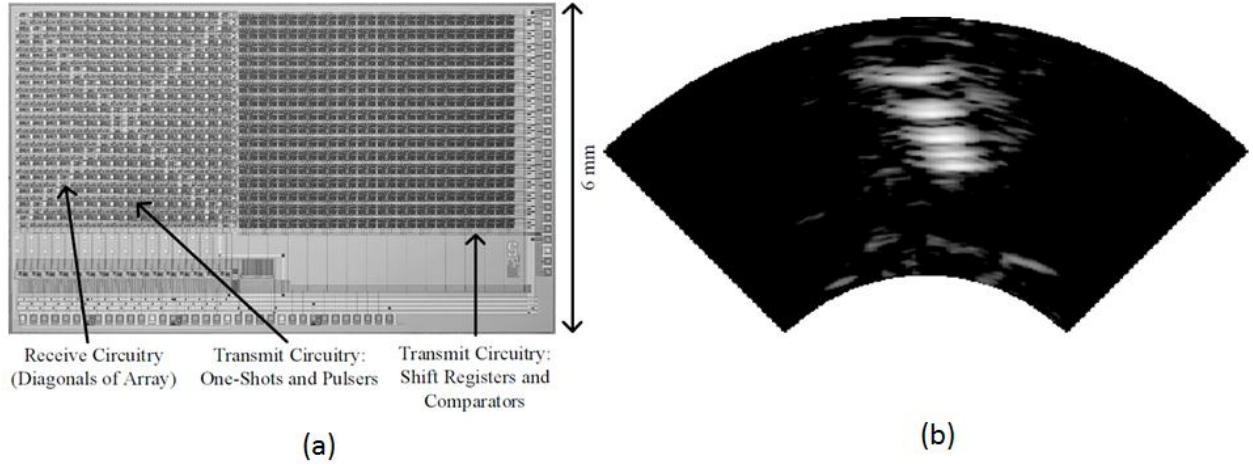 6 mm
Receive Circuitry
(Diagonals of Array)
Transmit Circuitry:
One-Shots and Pulsers
Transmit Circuitry:
Shift Registers and
Comparators
(a)
(b)